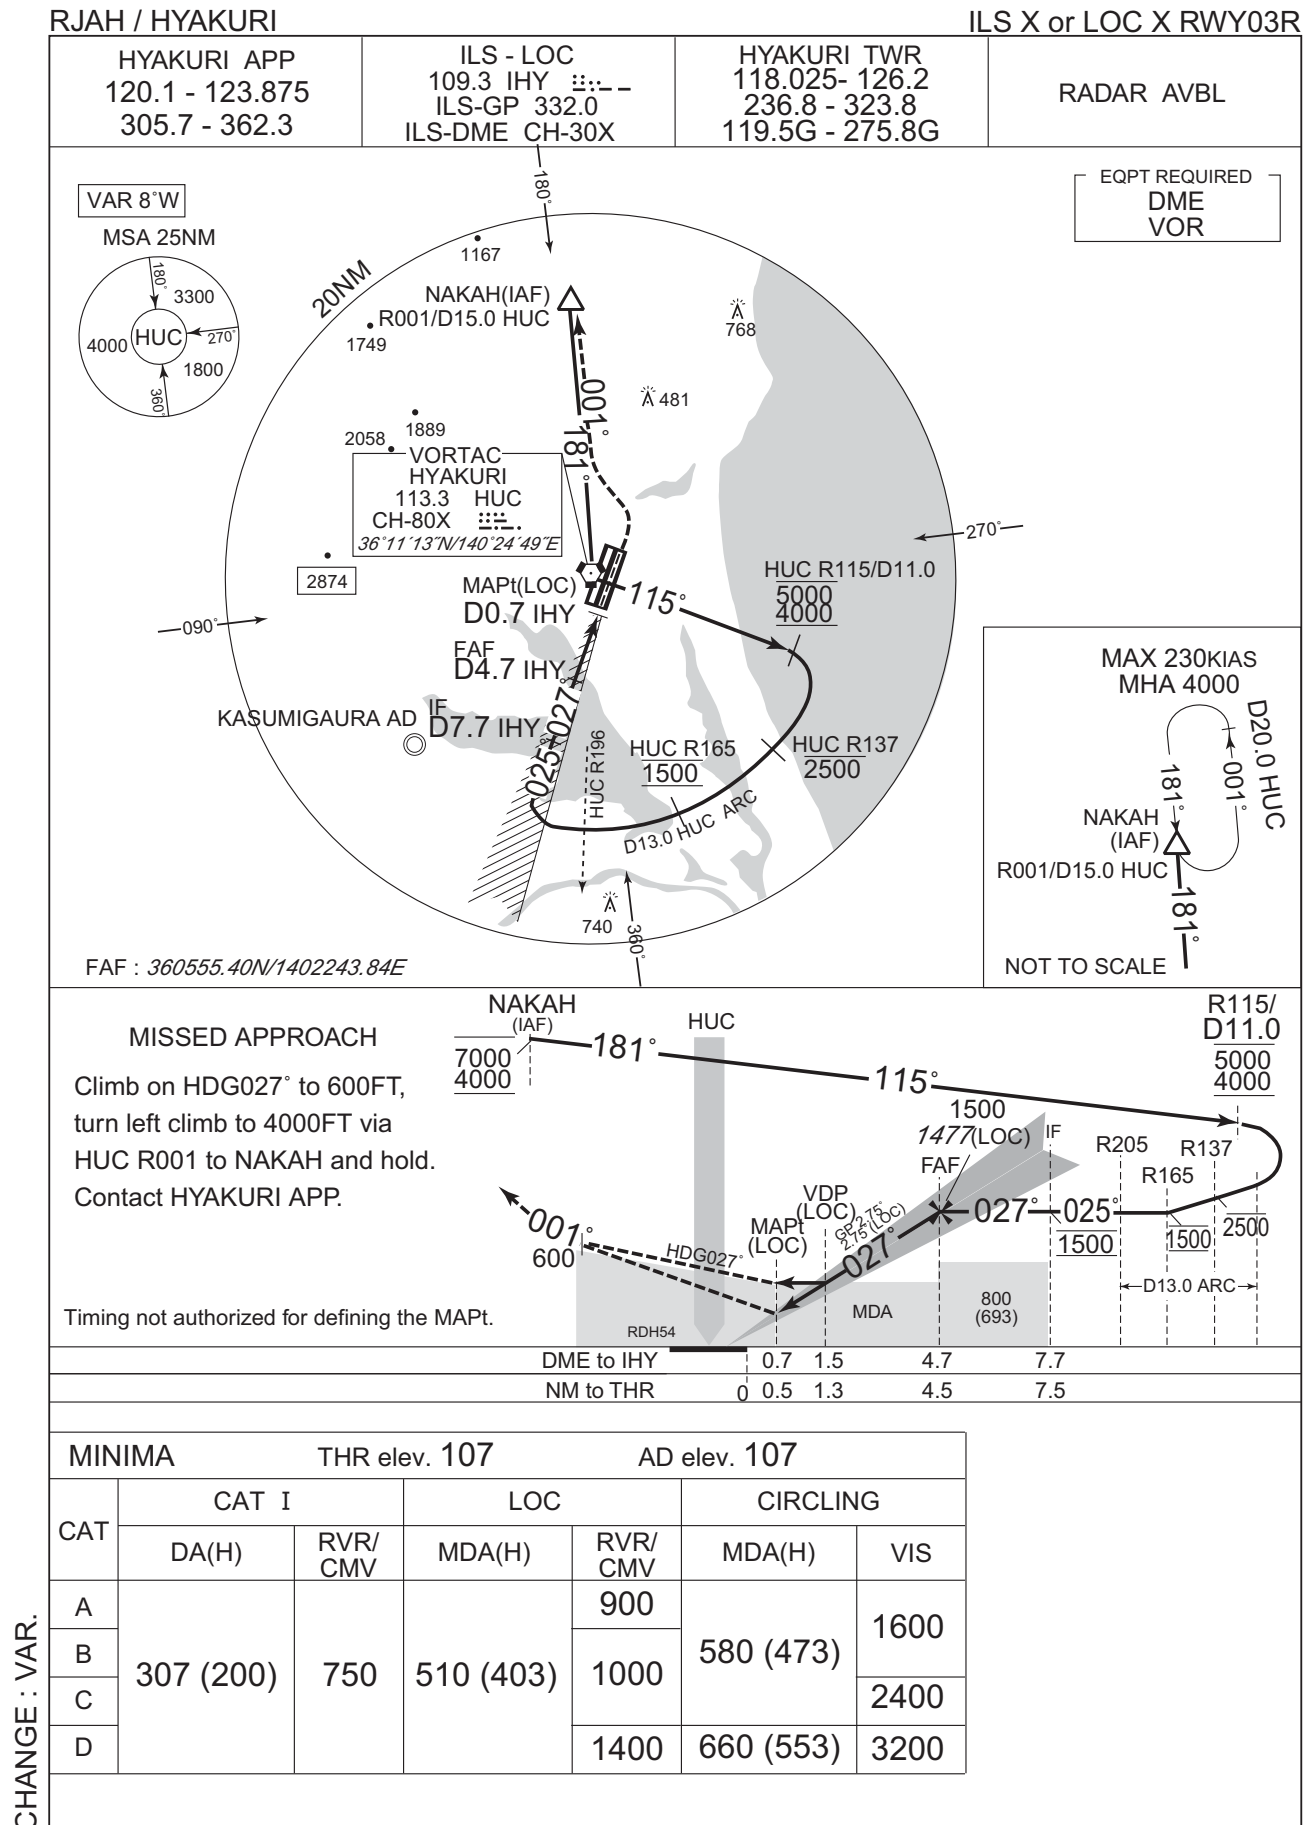 RJAH / HYAKURI
ILS X or LOC X RWY03R
HYAKURI APP
120.1 - 123.875
305.7 - 362.3
ILS - LOC
109.3 IHY
ILS-GP 332.0
ILS-DME CH-30X
HYAKURI TWR
118.025- 126.2
236.8 - 323.8
119.5G - 275.8G
RADAR AVBL
EQPT REQUIRED
DME
VOR
VAR 8°W
MSA 25NM
180°
3300
HUC
270°
4000
1800
360°
180°
20NM
1167
NAKAH(IAF)
R001/D15.0 HUC
1749
768
481
001°
181°
1889
2058
VORTAC
HYAKURI
113.3 HUC
CH-80X
36°11´13˝N/140°24´49˝E
270°
2874
HUC R115/D11.0
5000
4000
MAPt(LOC)
D0.7 IHY
115°
090°
FAF
D4.7 IHY
KASUMIGAURA AD
IF
D7.7 IHY
025°
027°
HUC R196
HUC R165
1500
HUC R137
2500
D13.0 HUC ARC
740
360°
FAF : 360555.40N/1402243.84E
MAX 230KIAS
MHA 4000
D20.0 HUC
181°
001°
NAKAH
(IAF)
R001/D15.0 HUC
181°
NOT TO SCALE
MISSED APPROACH
Climb on HDG027° to 600FT,
turn left climb to 4000FT via
HUC R001 to NAKAH and hold.
Contact HYAKURI APP.
Timing not authorized for defining the MAPt.
NAKAH
(IAF)
7000
4000
181°
HUC
115°
R115/
D11.0
5000
4000
1500
1477(LOC)
IF
FAF
R205
R137
R165
VDP
(LOC)
MAPt
(LOC)
GP 2.75°
2.75°(LOC)
027°
027°
025°
1500
1500
2500
001°
600
HDG027°
D13.0 ARC
MDA
800
(693)
RDH54
DME to IHY 0.7 1.5 4.7 7.7
NM to THR 0 0.5 1.3 4.5 7.5
MINIMA THR elev. 107 AD elev. 107
CAT
CAT I
LOC
CIRCLING
DA(H)
RVR/
CMV
MDA(H)
RVR/
CMV
MDA(H)
VIS
A
B
C
D
307 (200)
750
510 (403)
900
1000
1400
580 (473)
660 (553)
1600
2400
3200
CHANGE : VAR.